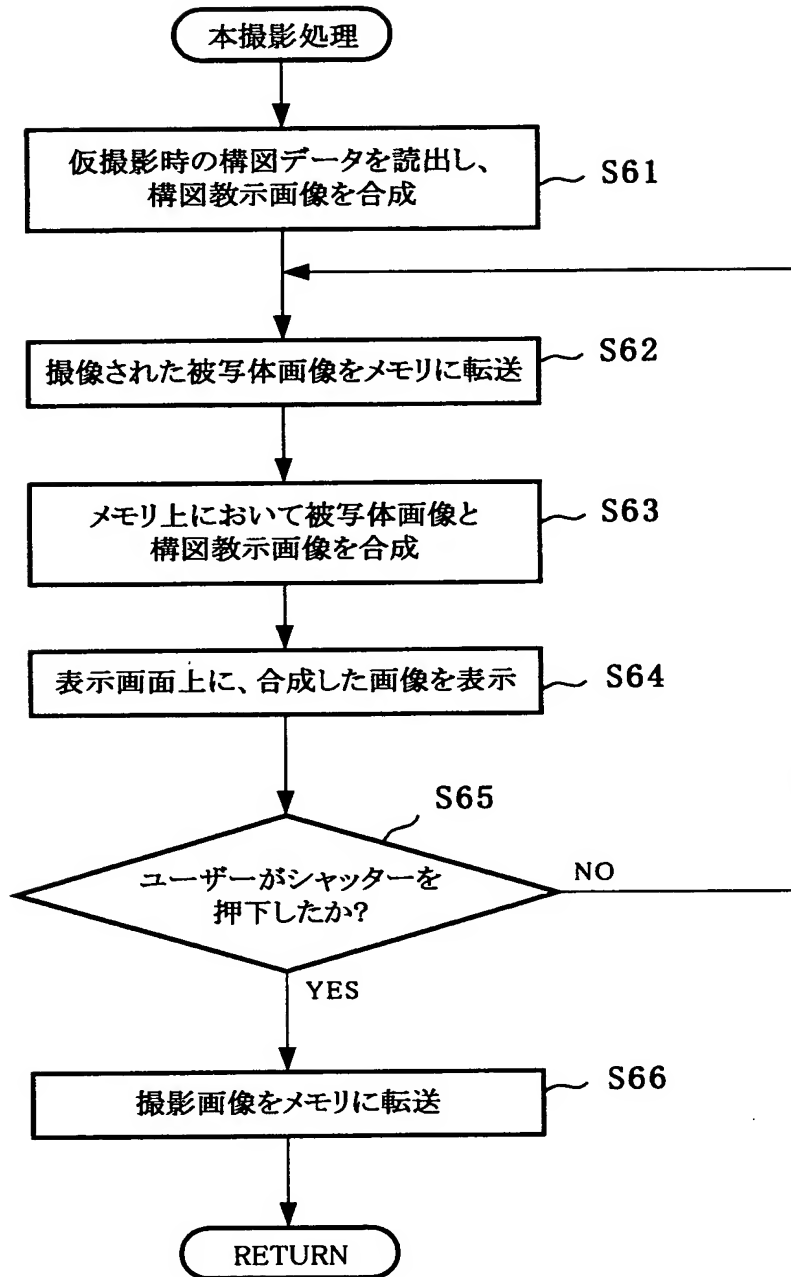 本撮影処理
仮撮影時の構図データを読出し、
構図教示画像を合成
S61
撮像された被写体画像をメモリに転送
S62
メモリ上において被写体画像と
構図教示画像を合成
S63
表示画面上に、合成した画像を表示
S64
S65
ユーザーがシャッターを
押下したか?
NO
YES
撮影画像をメモリに転送
S66
RETURN